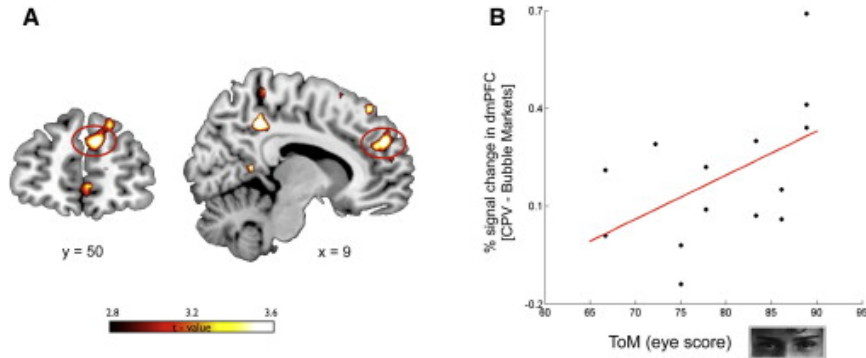 A
y = 50
x = 9
2.8
3.2
3.6
t - value
B
% signal change in dmPFC
[CPV - Bubble Markets]
0.7
0.4
0.1
-0.2
60
65
70
75
80
85
90
95
ToM (eye score)